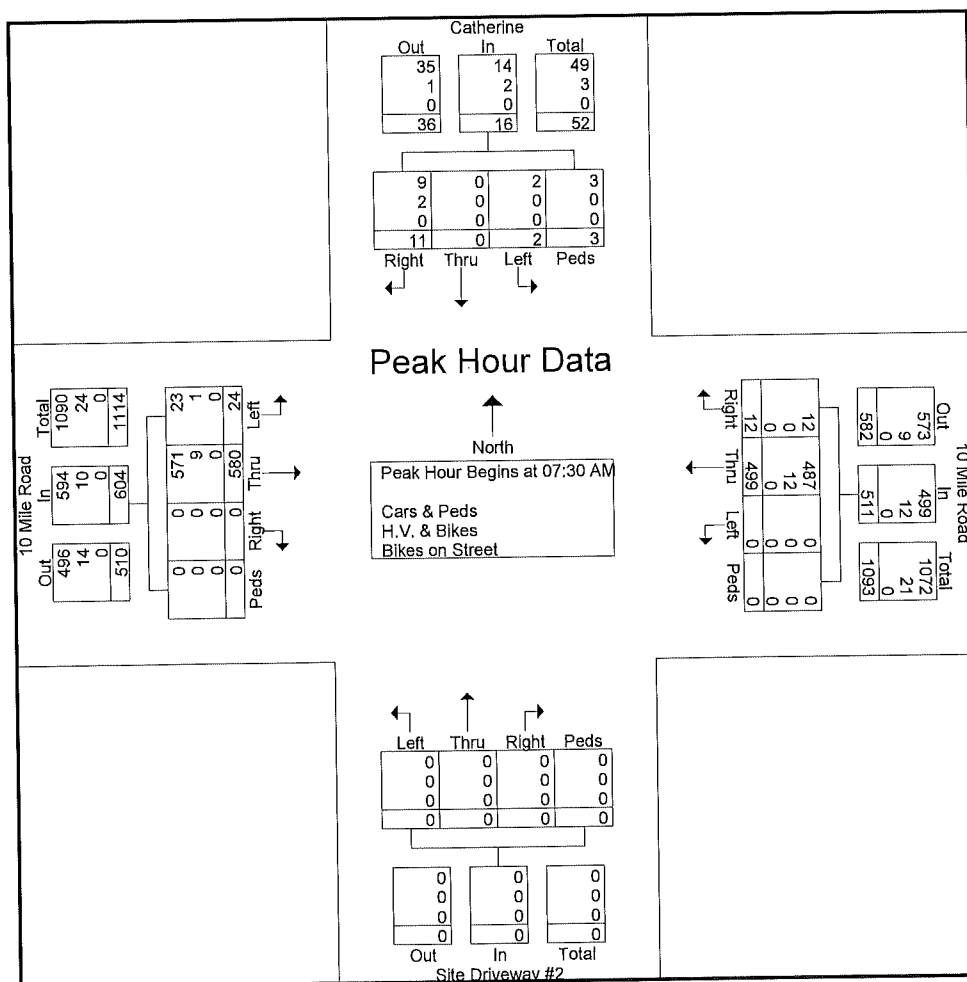 Catherine
Out In Total
35 14 49
1 2 3
0 0 0
36 16 52
9 0 2 3
2 0 0 0
0 0 0 0
11 0 2 3
Right Thru Left Peds
Peak Hour Data
North
Peak Hour Begins at 07:30 AM
Cars & Peds
H.V. & Bikes
Bikes on Street
10 Mile Road
Out In Total
496 594 1090
14 10 24
0 0 0
510 604 1114
Peds Right Thru Left
0 0 571 23
0 0 9 1
0 0 0 0
0 0 580 24
10 Mile Road
Out In Total
573 499 1072
9 12 21
0 0 0
582 511 1093
12 487 0 0
0 12 0 0
0 0 0 0
12 499 0 0
Right Thru Left Peds
Left Thru Right Peds
0 0 0 0
0 0 0 0
0 0 0 0
0 0 0 0
0 0 0
0 0 0
0 0 0
0 0 0
Out In Total
Site Driveway #2